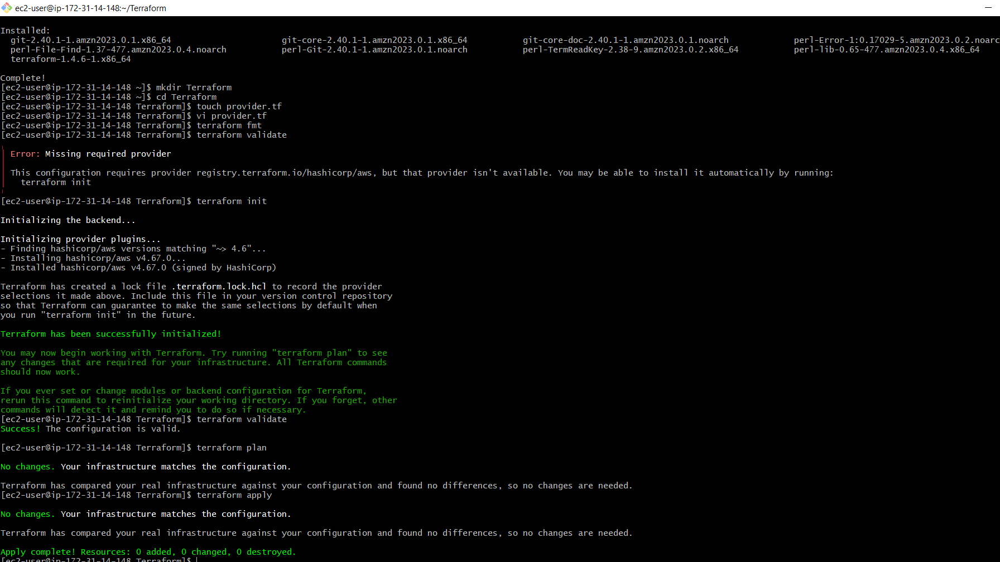 ec2-user@ip-172-31-14-148:~/Terraform
Installed:
  git-2.40.1-1.amzn2023.0.1.x86_64                      git-core-2.40.1-1.amzn2023.0.1.x86_64           git-core-doc-2.40.1-1.amzn2023.0.1.noarch             perl-Error-1:0.17029-5.amzn2023.0.2.noarc
  perl-File-Find-1.37-477.amzn2023.0.4.noarch           perl-Git-2.40.1-1.amzn2023.0.1.noarch           perl-TermReadKey-2.38-9.amzn2023.0.2.x86_64           perl-lib-0.65-477.amzn2023.0.4.x86_64
  terraform-1.4.6-1.x86_64
Complete!
[ec2-user@ip-172-31-14-148 ~]$ mkdir Terraform
[ec2-user@ip-172-31-14-148 ~]$ cd Terraform
[ec2-user@ip-172-31-14-148 Terraform]$ touch provider.tf
[ec2-user@ip-172-31-14-148 Terraform]$ vi provider.tf
[ec2-user@ip-172-31-14-148 Terraform]$ terraform fmt
[ec2-user@ip-172-31-14-148 Terraform]$ terraform validate
Error: Missing required provider
This configuration requires provider registry.terraform.io/hashicorp/aws, but that provider isn't available. You may be able to install it automatically by running:
  terraform init
[ec2-user@ip-172-31-14-148 Terraform]$ terraform init
Initializing the backend...
Initializing provider plugins...
- Finding hashicorp/aws versions matching "~> 4.6"...
- Installing hashicorp/aws v4.67.0...
- Installed hashicorp/aws v4.67.0 (signed by HashiCorp)
Terraform has created a lock file .terraform.lock.hcl to record the provider
selections it made above. Include this file in your version control repository
so that Terraform can guarantee to make the same selections by default when
you run "terraform init" in the future.
Terraform has been successfully initialized!
You may now begin working with Terraform. Try running "terraform plan" to see
any changes that are required for your infrastructure. All Terraform commands
should now work.
If you ever set or change modules or backend configuration for Terraform,
rerun this command to reinitialize your working directory. If you forget, other
commands will detect it and remind you to do so if necessary.
[ec2-user@ip-172-31-14-148 Terraform]$ terraform validate
Success! The configuration is valid.
[ec2-user@ip-172-31-14-148 Terraform]$ terraform plan
No changes. Your infrastructure matches the configuration.
Terraform has compared your real infrastructure against your configuration and found no differences, so no changes are needed.
[ec2-user@ip-172-31-14-148 Terraform]$ terraform apply
No changes. Your infrastructure matches the configuration.
Terraform has compared your real infrastructure against your configuration and found no differences, so no changes are needed.
Apply complete! Resources: 0 added, 0 changed, 0 destroyed.
[ec2-user@ip-172-31-14-148 Terraform]$